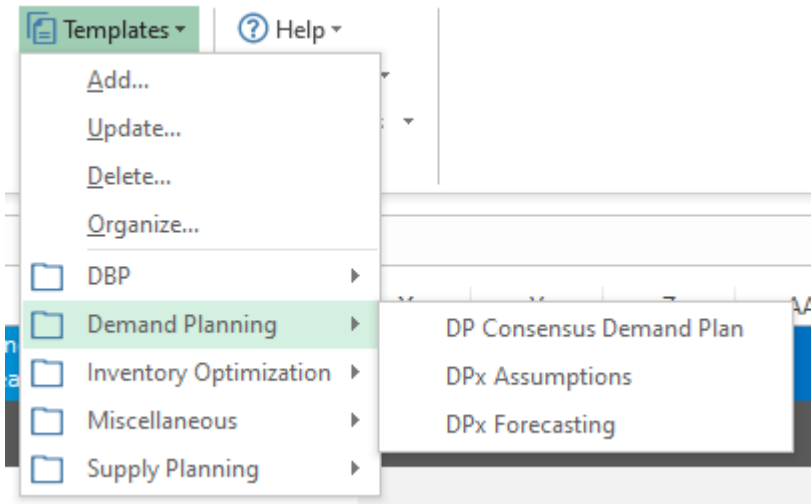 Templates
Help
Add...
Update...
Delete...
Organize...
DBP
Demand Planning
DP Consensus Demand Plan
DPx Assumptions
DPx Forecasting
Inventory Optimization
Miscellaneous
Supply Planning